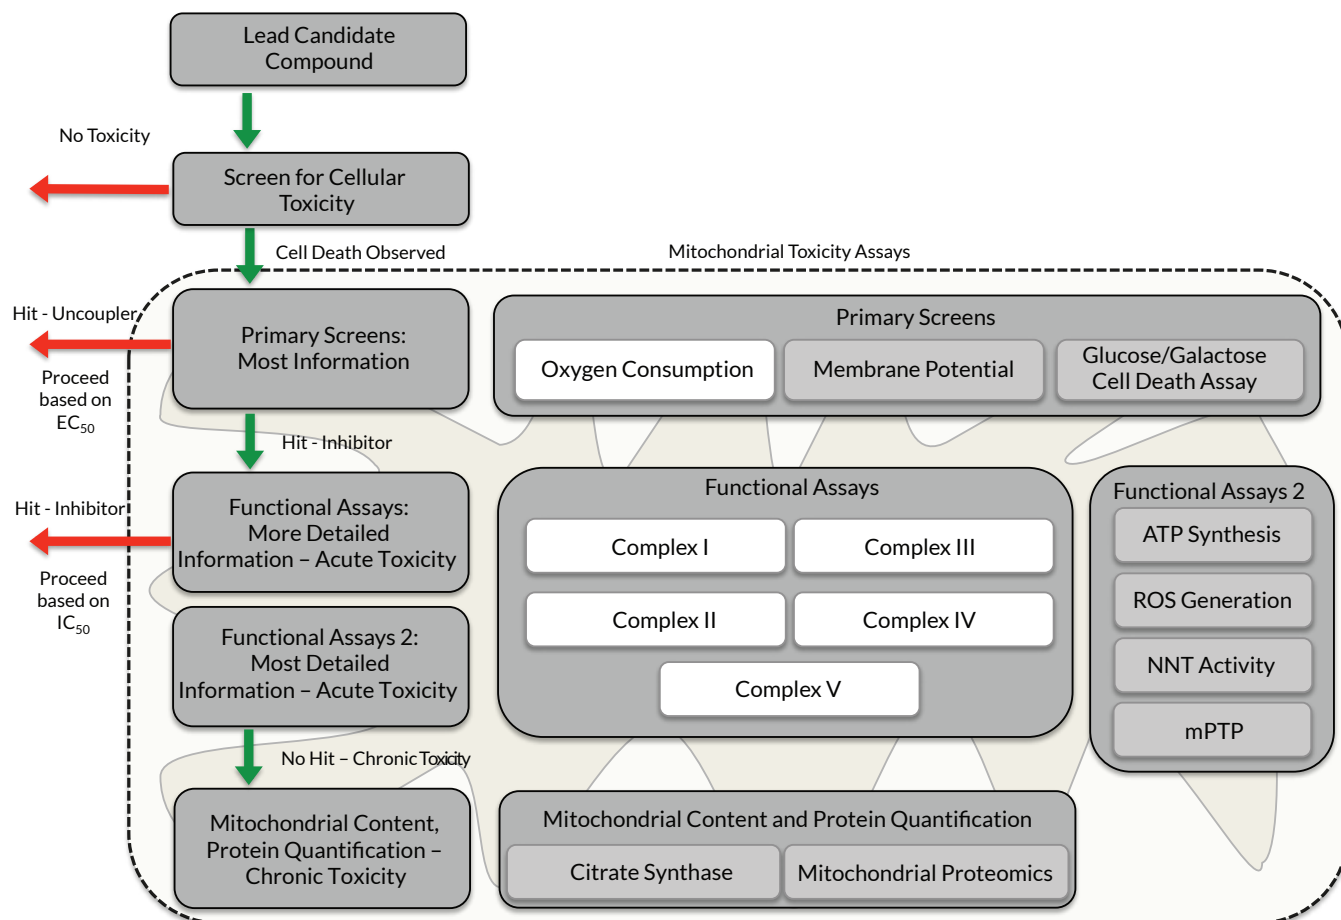 Lead Candidate
Compound
No Toxicity
Screen for Cellular
Toxicity
Cell Death Observed
Mitochondrial Toxicity Assays
Hit - Uncoupler
Proceed
based on
EC50
Primary Screens:
Most Information
Primary Screens
Oxygen Consumption
Membrane Potential
Glucose/Galactose
Cell Death Assay
Hit - Inhibitor
Hit - Inhibitor
Proceed
based on
IC50
Functional Assays:
More Detailed
Information – Acute Toxicity
Functional Assays
Complex I
Complex III
Complex II
Complex IV
Complex V
Functional Assays 2
ATP Synthesis
ROS Generation
NNT Activity
mPTP
Functional Assays 2:
Most Detailed
Information – Acute Toxicity
No Hit – Chronic Toxicity
Mitochondrial Content,
Protein Quantification –
Chronic Toxicity
Mitochondrial Content and Protein Quantification
Citrate Synthase
Mitochondrial Proteomics